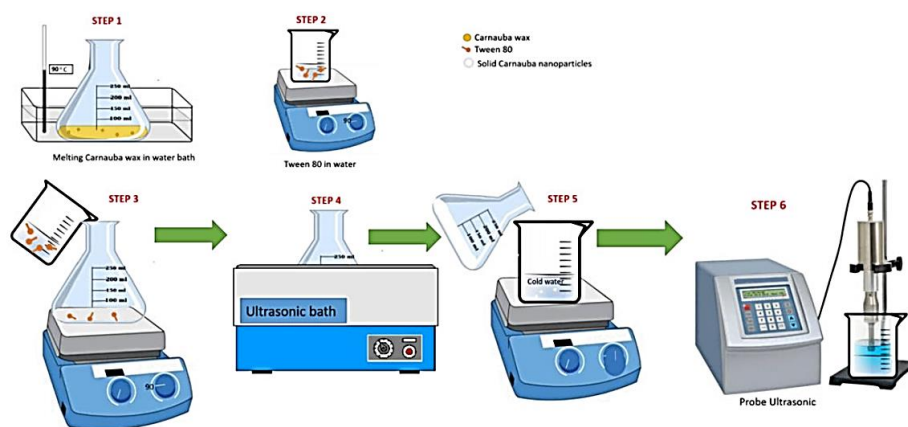 STEP 1
STEP 2
Carnauba wax
Tween 80
Solid Carnauba nanoparticles
90°C
250 ml
200 ml
150 ml
100 ml
90
Melting Carnauba wax in water bath
Tween 80 in water
STEP 3
STEP 4
STEP 5
STEP 6
250 ml
200 ml
150 ml
100 ml
90
250 ml
Ultrasonic bath
Cold water
Probe Ultrasonic